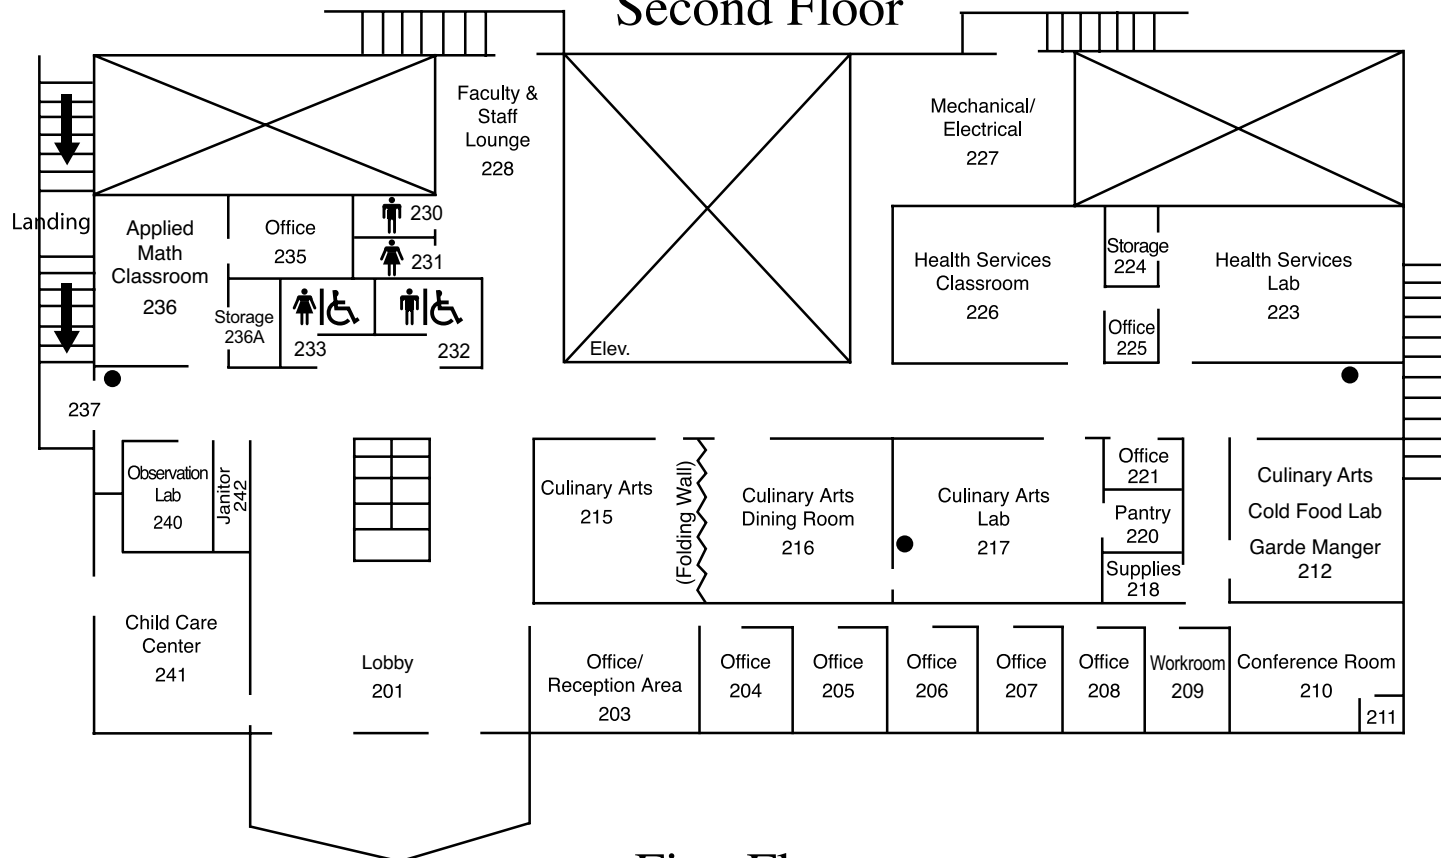 Second Floor
Faculty &
Staff
Lounge
228
Mechanical/
Electrical
227
Landing
Applied
Math
Classroom
236
Office
235
230
231
Storage
236A
233
232
Elev.
Health Services
Classroom
226
Storage
224
Office
225
Health Services
Lab
223
237
Observation
Lab
240
Janitor
242
Culinary Arts
215
(Folding Wall)
Culinary Arts
Dining Room
216
Culinary Arts
Lab
217
Office
221
Pantry
220
Supplies
218
Culinary Arts
Cold Food Lab
Garde Manger
212
Child Care
Center
241
Lobby
201
Office/
Reception Area
203
Office
204
Office
205
Office
206
Office
207
Office
208
Workroom
209
Conference Room
210
211